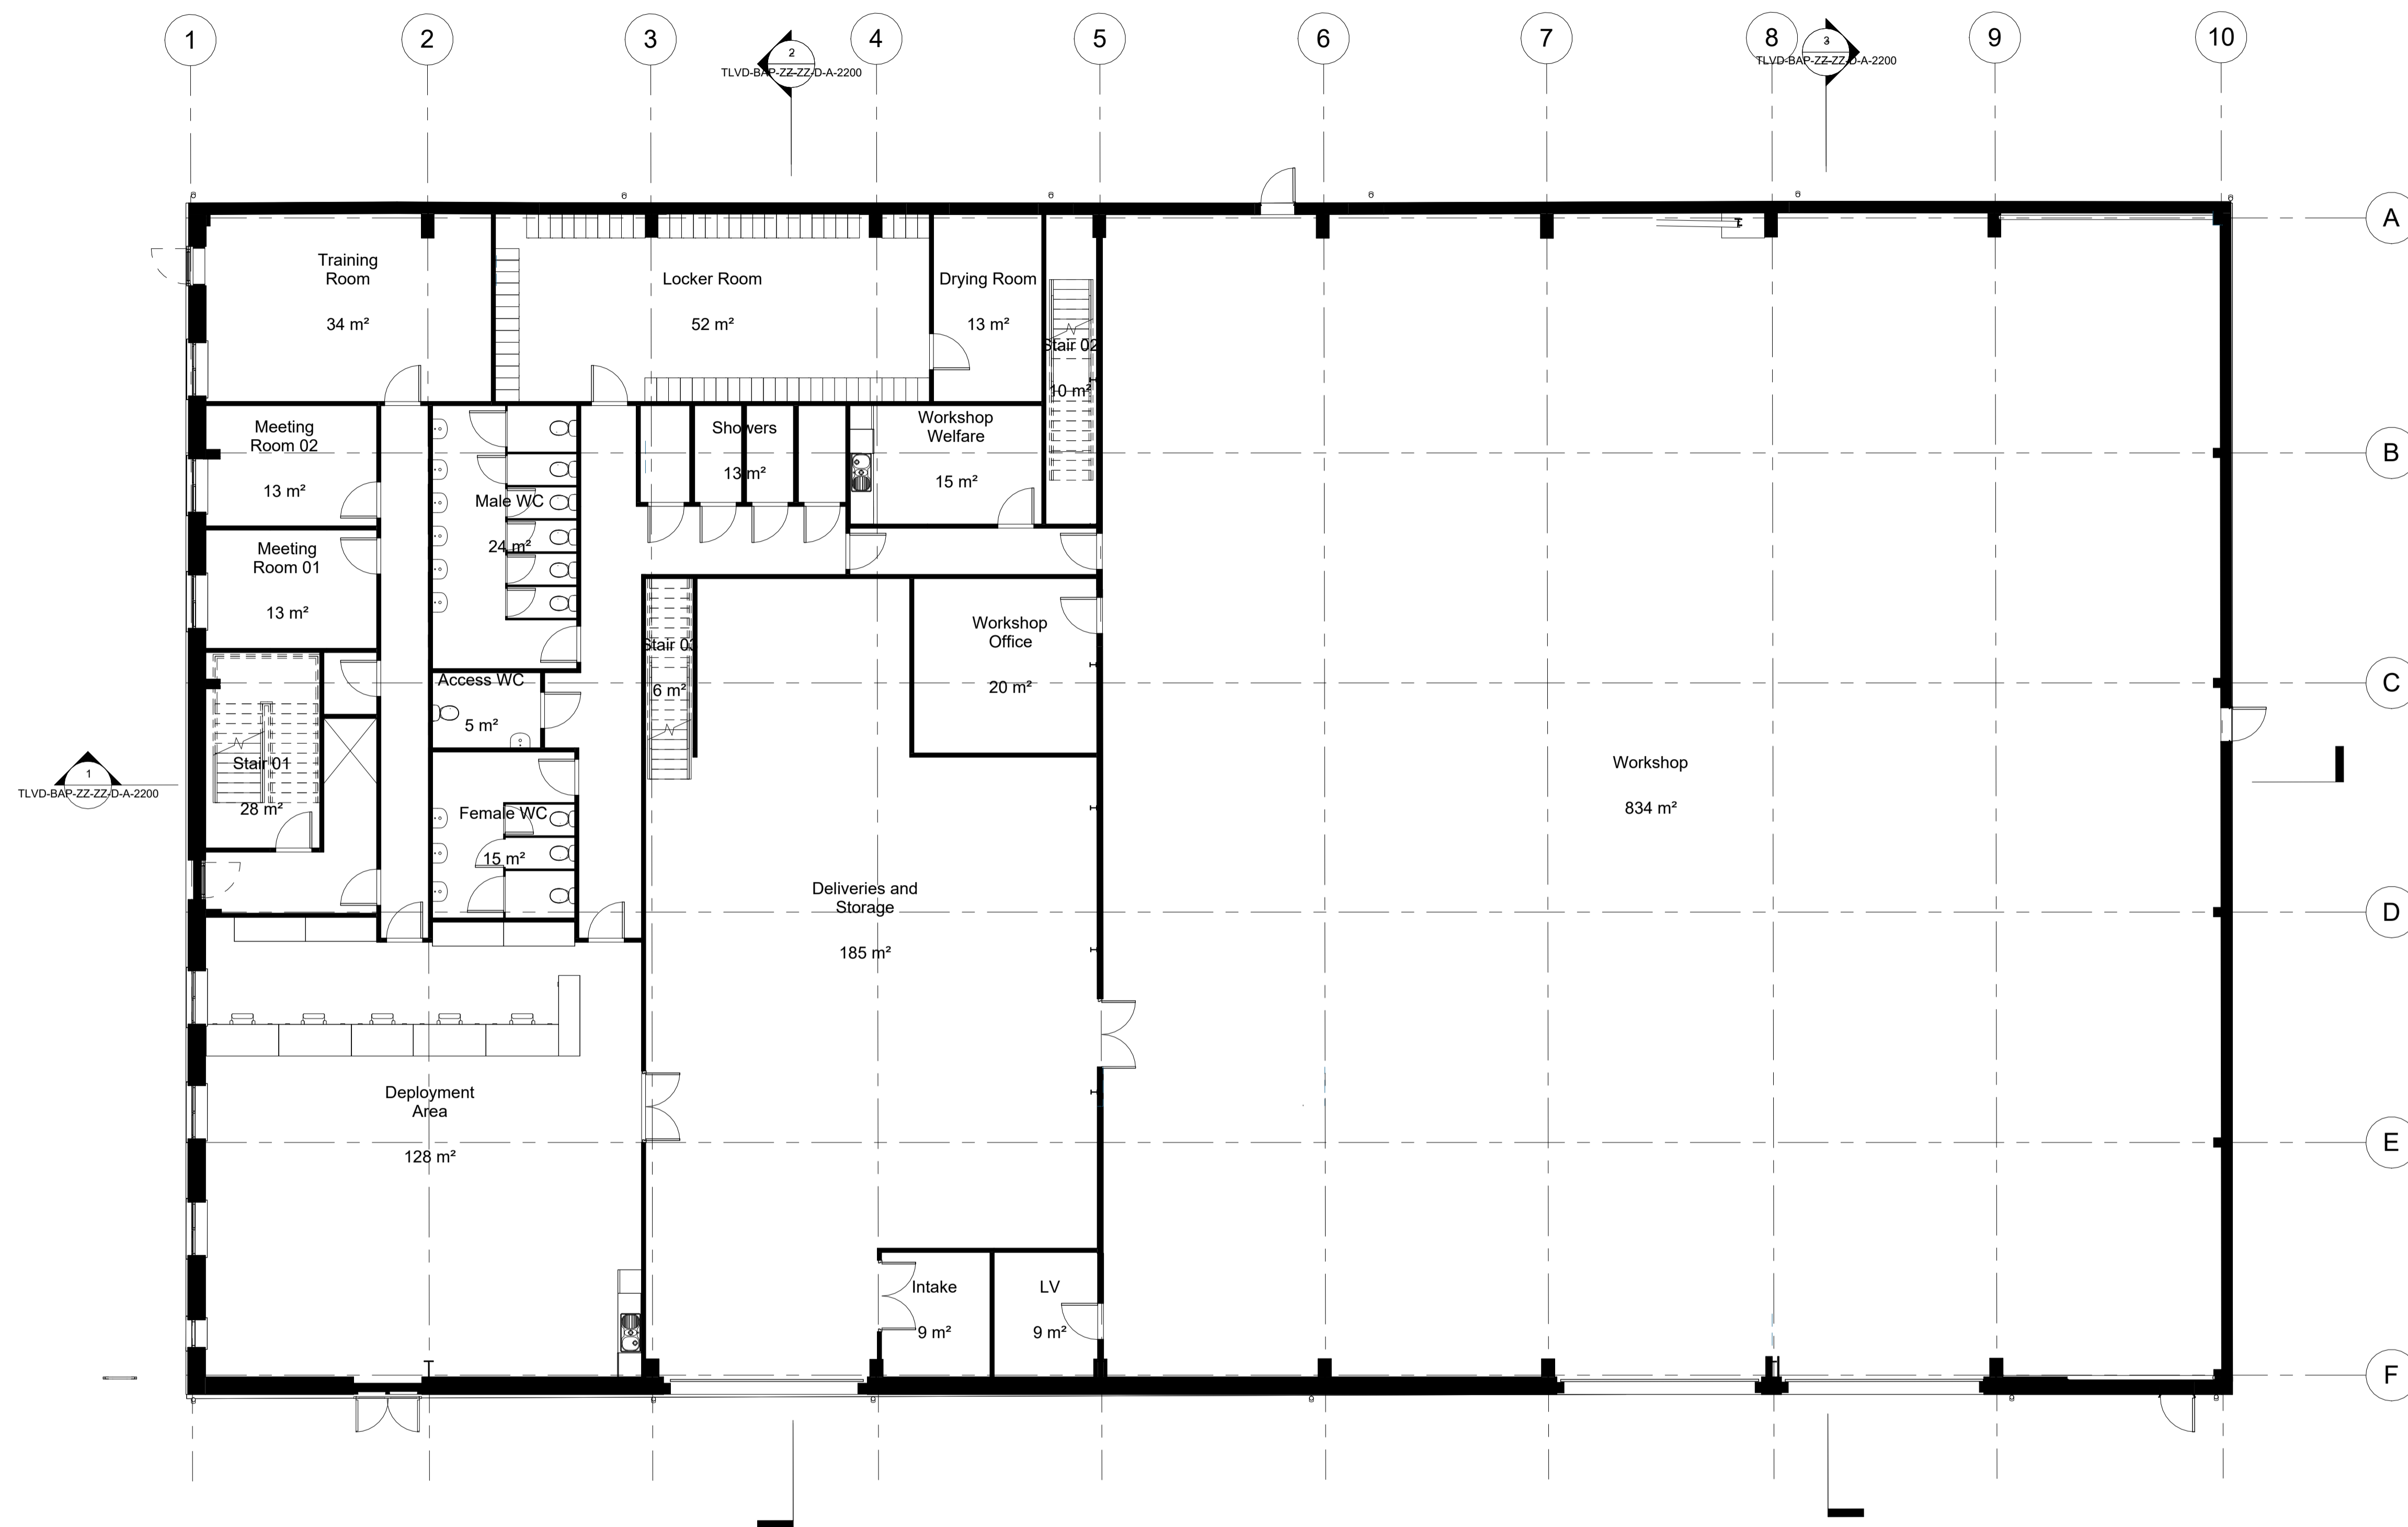 1
2
3
4
5
6
7
8
9
10
2
TLVD-BAP-ZZ-ZZ-D-A-2200
3
TLVD-BAP-ZZ-ZZ-D-A-2200
A
B
C
D
E
F
1
TLVD-BAP-ZZ-ZZ-D-A-2200
Training
Room
34 m²
Locker Room
52 m²
Drying Room
13 m²
Stair 02
10 m²
Meeting
Room 02
13 m²
Showers
13 m²
Workshop
Welfare
15 m²
Male WC
24 m²
Meeting
Room 01
13 m²
Stair 03
6 m²
Workshop
Office
20 m²
Access WC
5 m²
Stair 01
28 m²
Female WC
15 m²
Workshop
834 m²
Deliveries and
Storage
185 m²
Deployment
Area
128 m²
Intake
9 m²
LV
9 m²